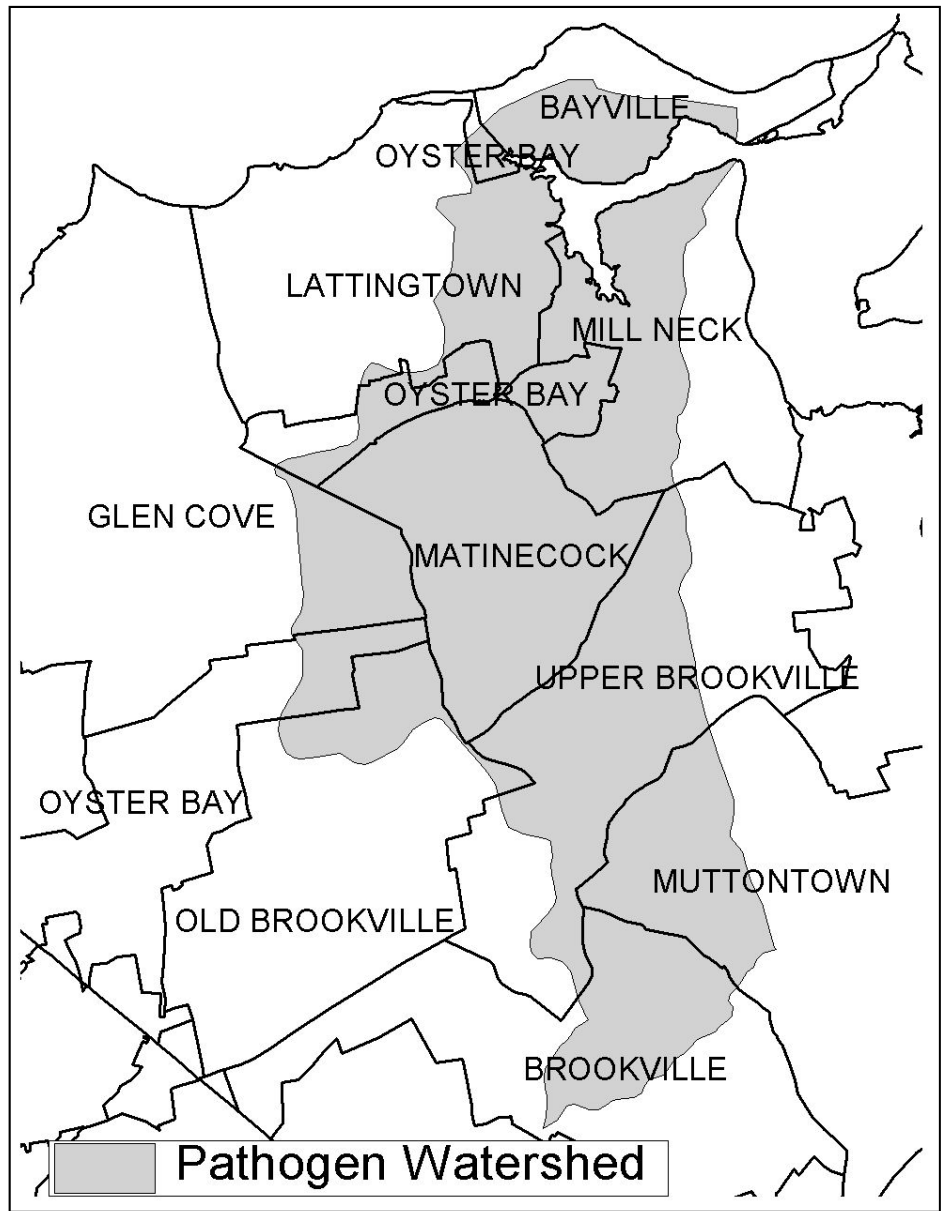 BAYVILLE
OYSTER BAY
LATTINGTOWN
MILL NECK
OYSTER BAY
GLEN COVE
MATINECOCK
UPPER BROOKVILLE
OYSTER BAY
MUTTONTOWN
OLD BROOKVILLE
BROOKVILLE
Pathogen Watershed